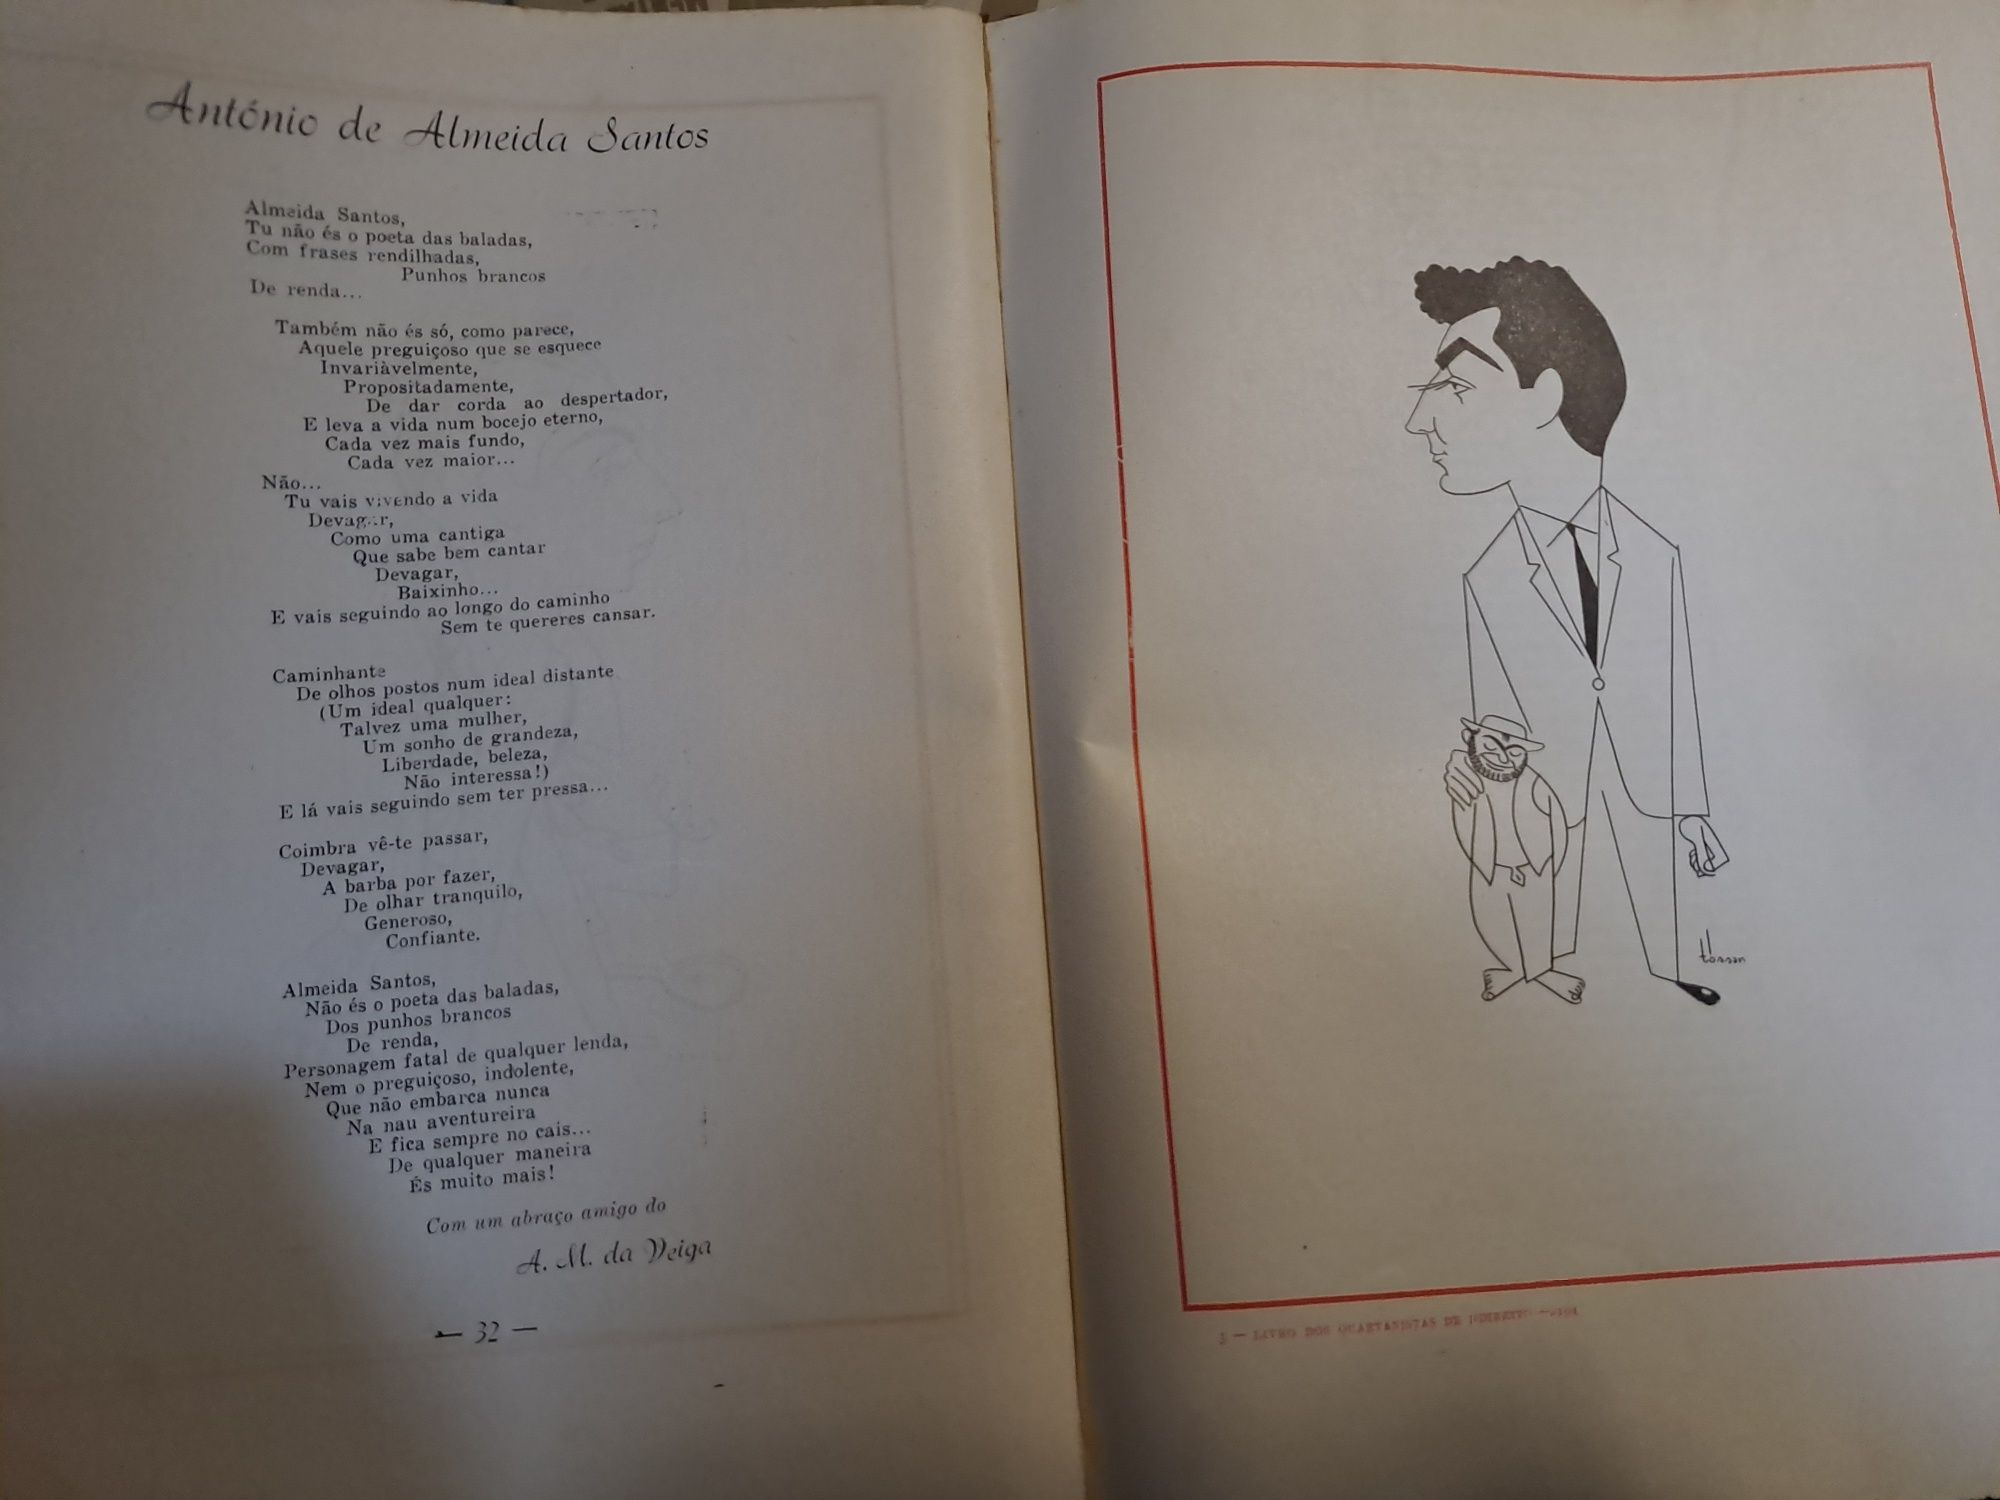 António de Almeida Santos
Almeida Santos,
Tu não és o poeta das baladas,
Com frases rendilhadas,
Punhos brancos
De renda...
Também não és só, como parece,
Aquele preguiçoso que se esquece
Invariàvelmente,
Propositadamente,
De dar corda ao despertador,
E leva a vida num bocejo eterno,
Cada vez mais fundo,
Cada vez maior...
Não...
Tu vais vivendo a vida
Devagar,
Como uma cantiga
Que sabe bem cantar
Devagar,
Baixinho...
E vais seguindo ao longo do caminho
Sem te quereres cansar.
Caminhante
De olhos postos num ideal distante
(Um ideal qualquer:
Talvez uma mulher,
Um sonho de grandeza,
Liberdade, beleza,
Não interessa!)
E lá vais seguindo sem ter pressa...
Coimbra vê-te passar,
Devagar,
A barba por fazer,
De olhar tranquilo,
Generoso,
Confiante.
Almeida Santos,
Não és o poeta das baladas,
Dos punhos brancos
De renda,
Personagem fatal de qualquer lenda,
Nem o preguiçoso, indolente,
Que não embarca nunca
Na nau aventureira
E fica sempre no cais...
De qualquer maneira
És muito mais!
Com um abraço amigo do
A. M. da Veiga
— 32 —
tossan
— LIVRO DOS QUARTANISTAS DE